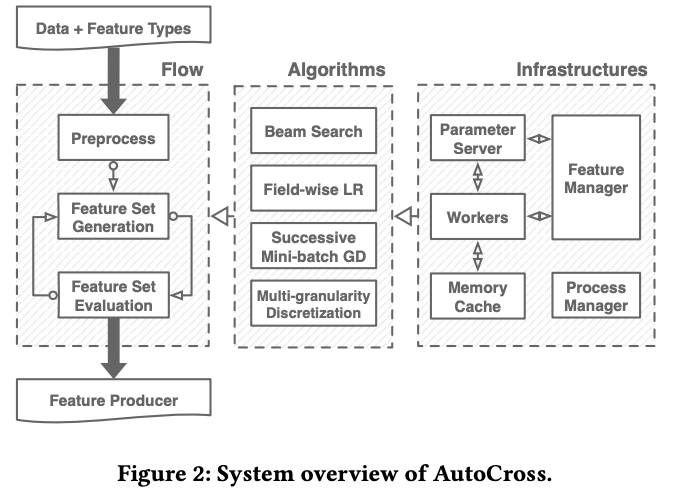 Data + Feature Types
Flow
Preprocess
Feature Set
Generation
Feature Set
Evaluation
Feature Producer
Algorithms
Beam Search
Field-wise LR
Successive
Mini-batch GD
Multi-granularity
Discretization
Infrastructures
Parameter
Server
Feature
Manager
Workers
Memory
Cache
Process
Manager
Figure 2: System overview of AutoCross.